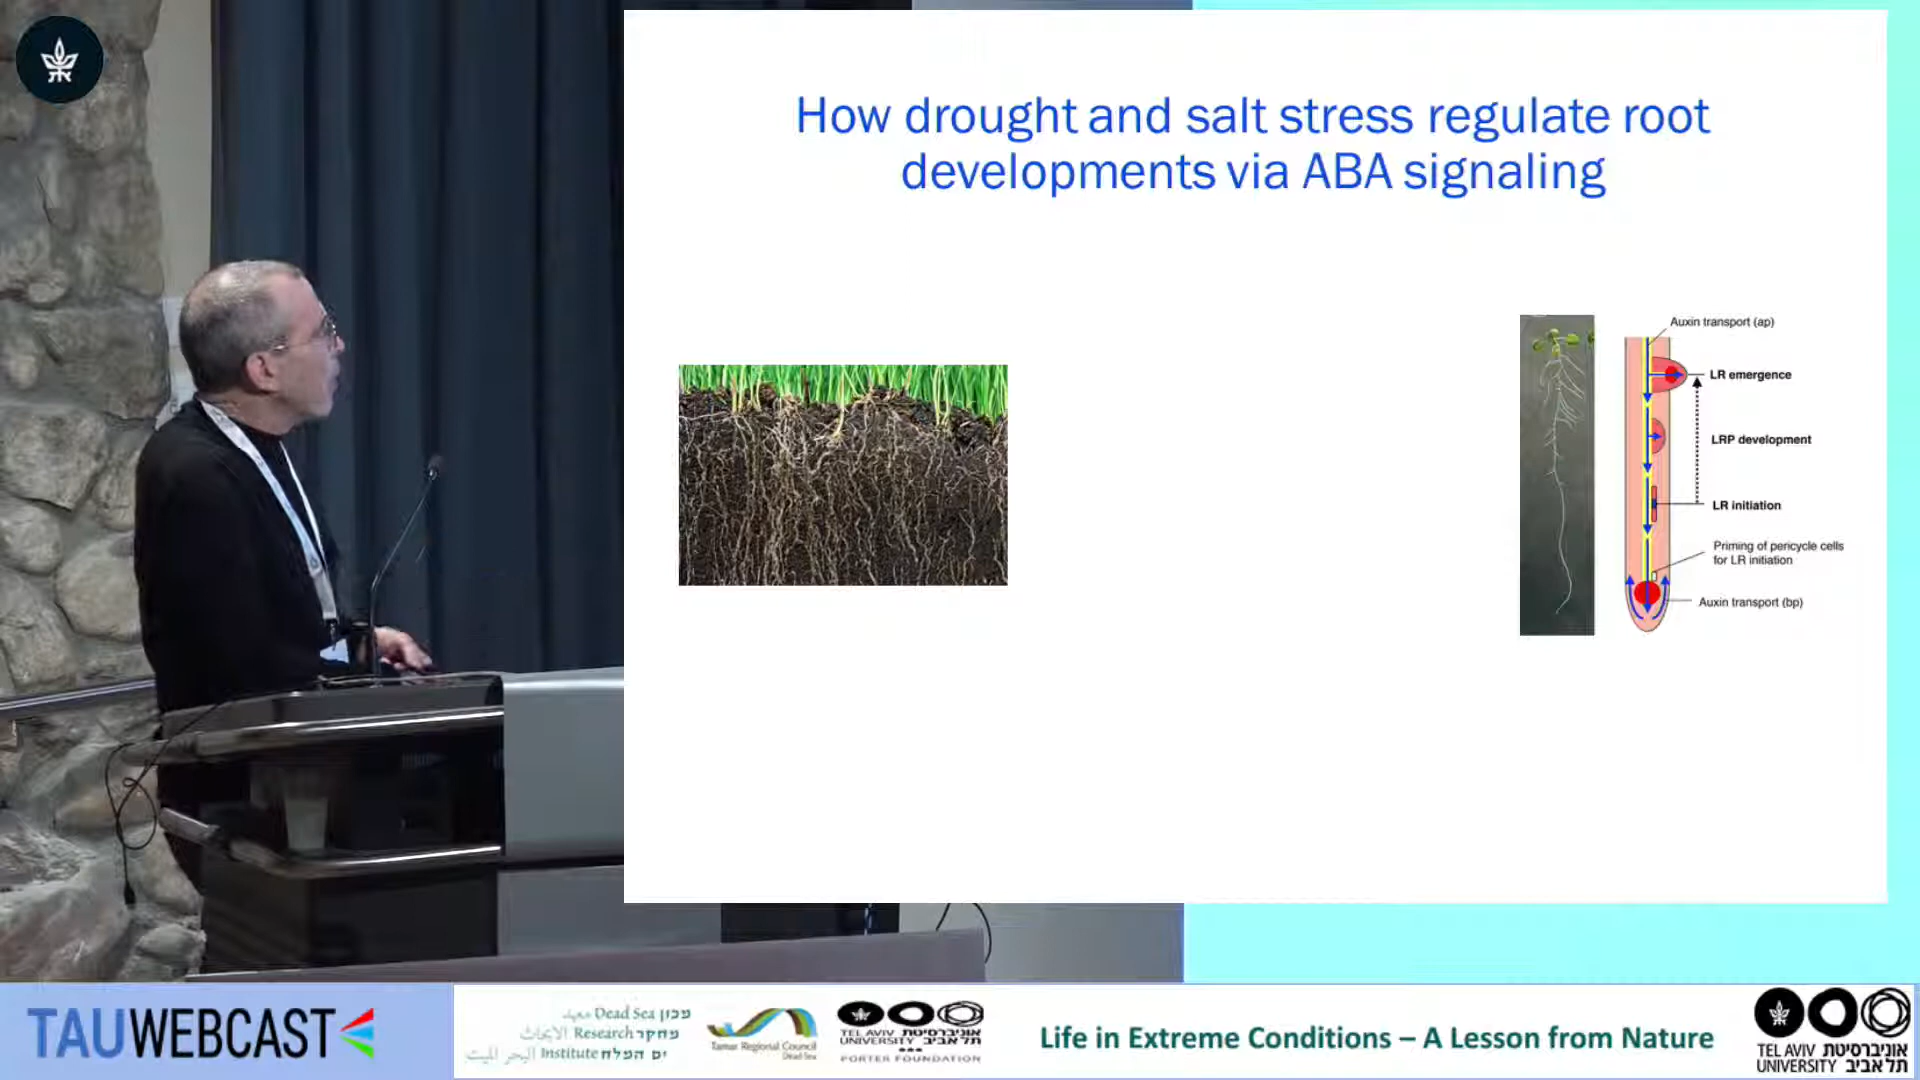 How drought and salt stress regulate root
developments via ABA signaling
Auxin transport (ap)
LR emergence
LRP development
LR initiation
Priming of pericycle cells
for LR initiation
Auxin transport (bp)
TAUWEBCAST
Dead Sea מכון
Research מחקר
Institute ים המלח
Tamar Regional Council
Dead Sea
TEL AVIV אוניברסיטת
UNIVERSITY תל אביב
PORTER FOUNDATION
Life in Extreme Conditions – A Lesson from Nature
TEL AVIV אוניברסיטת
UNIVERSITY תל אביב